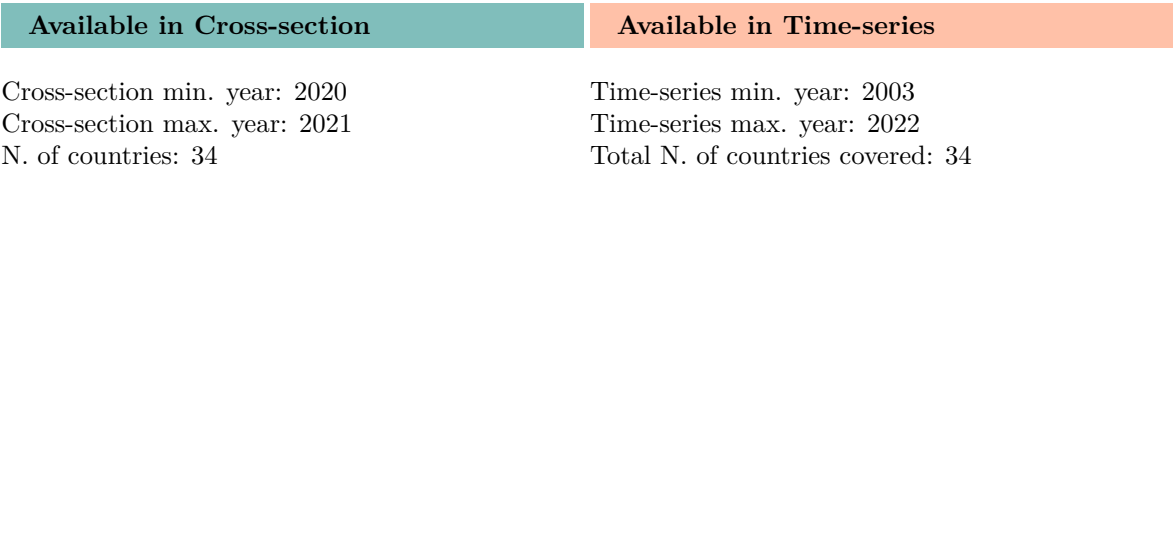 Available in Cross-section
Cross-section min. year: 2020
Cross-section max. year: 2021
N. of countries: 34
Available in Time-series
Time-series min. year: 2003
Time-series max. year: 2022
Total N. of countries covered: 34